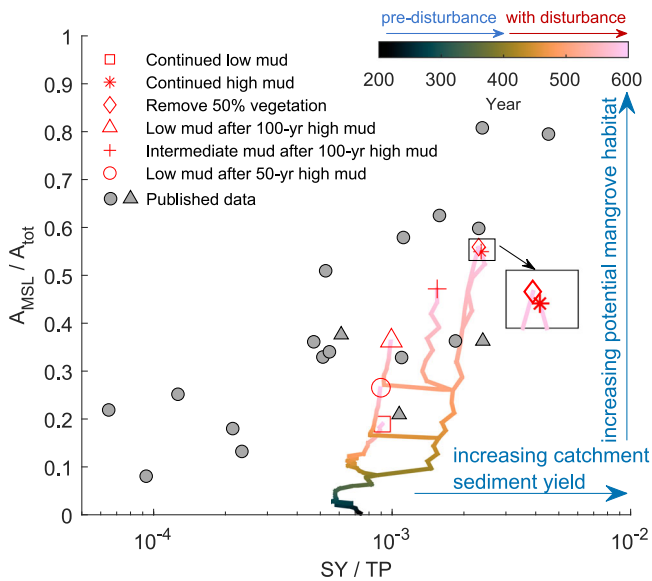 pre-disturbance with disturbance
200 300 400 500 600
Year
1
0.9
0.8
0.7
0.6
0.5
0.4
0.3
0.2
0.1
0
A_MSL / A_tot
Continued low mud
Continued high mud
Remove 50% vegetation
Low mud after 100-yr high mud
Intermediate mud after 100-yr high mud
Low mud after 50-yr high mud
Published data
increasing potential mangrove habitat
increasing catchment
sediment yield
10^-4 10^-3 10^-2
SY / TP